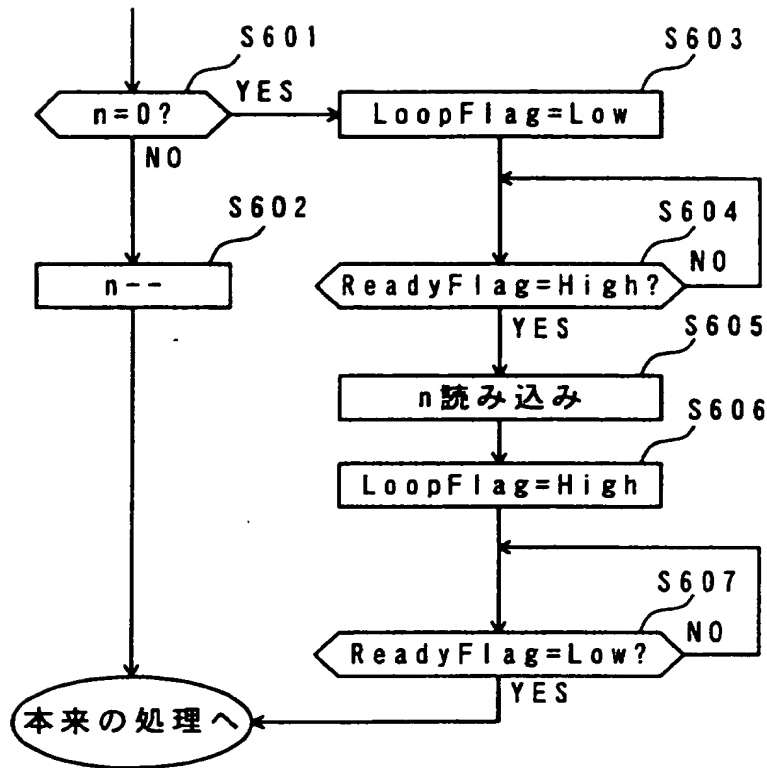 S601
n=0?
YES
NO
S602
n--
S603
LoopFlag=Low
S604
ReadyFlag=High?
NO
YES
S605
n読み込み
S606
LoopFlag=High
S607
ReadyFlag=Low?
NO
YES
本来の処理へ